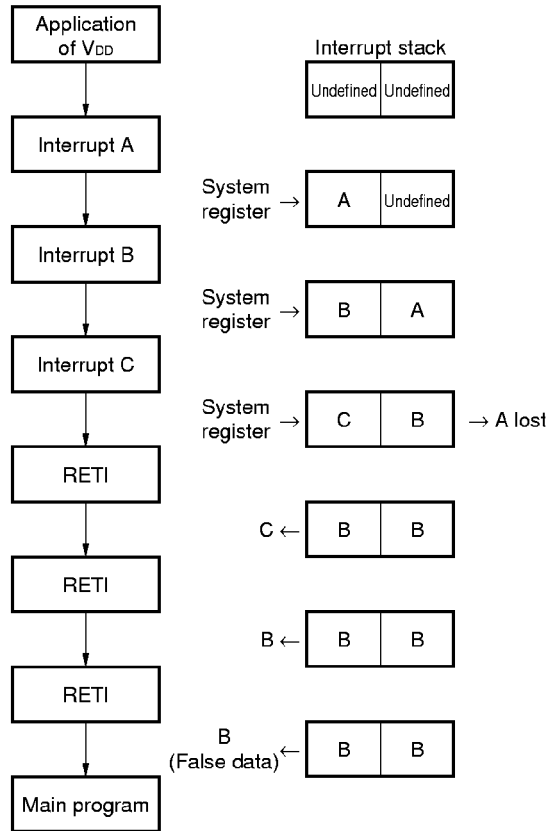 Application
of VDD
Interrupt stack
Undefined Undefined
Interrupt A
System
register → A Undefined
Interrupt B
System
register → B A
Interrupt C
System
register → C B → A lost
RETI
C ← B B
RETI
B ← B B
RETI
B
(False data) ← B B
Main program